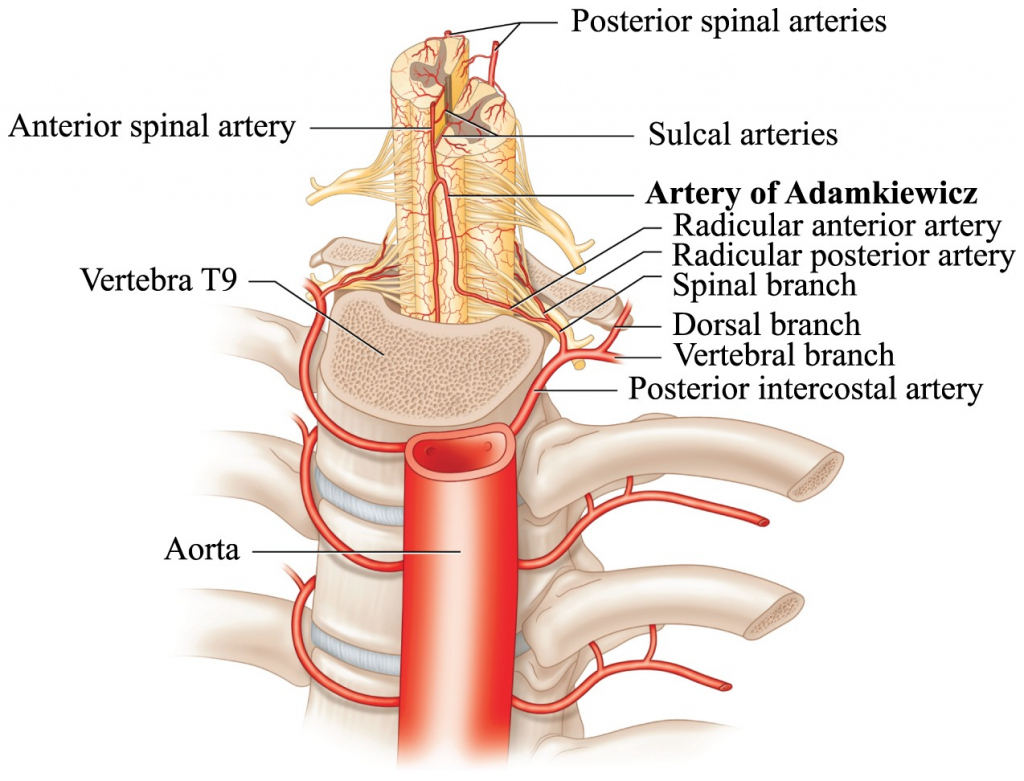 Posterior spinal arteries
Anterior spinal artery
Sulcal arteries
Artery of Adamkiewicz
Radicular anterior artery
Radicular posterior artery
Vertebra T9
Spinal branch
Dorsal branch
Vertebral branch
Posterior intercostal artery
Aorta